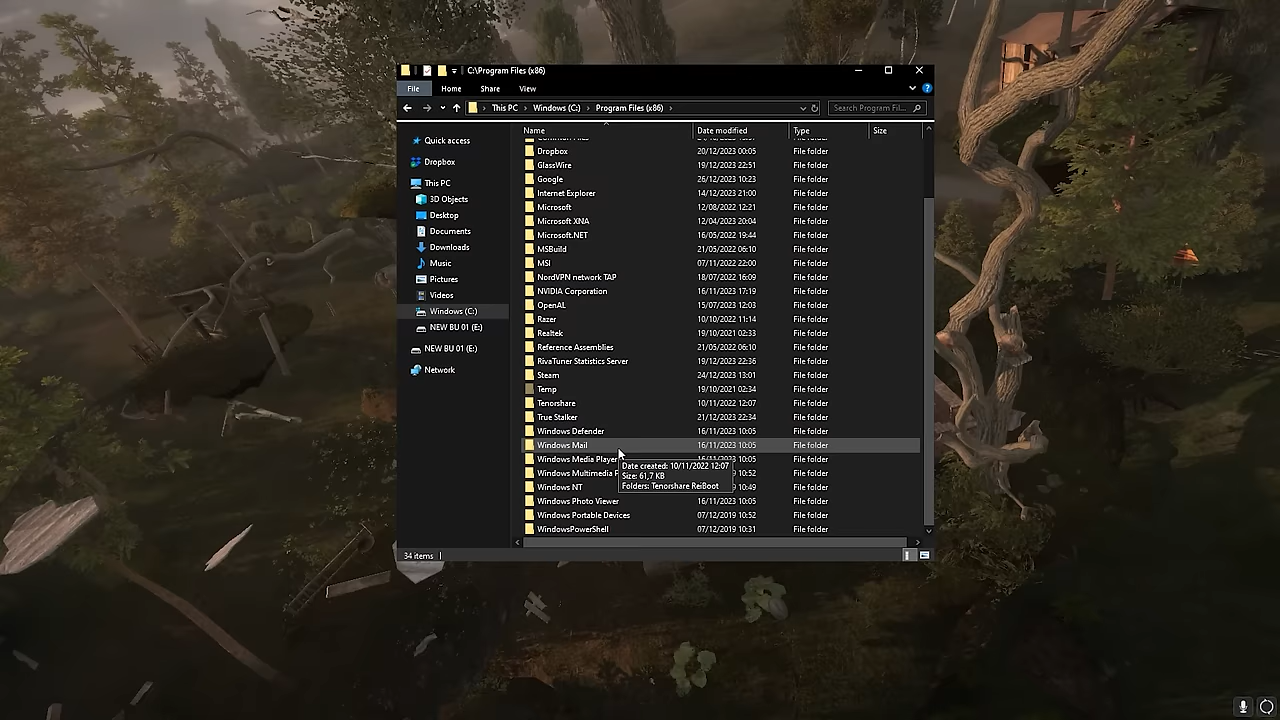 C:\Program Files (x86)
File Home Share View
This PC Windows (C:) Program Files (x86) Search Program Fil...
Name Date modified Type Size
Quick access
Dropbox
This PC
3D Objects
Desktop
Documents
Downloads
Music
Pictures
Videos
Windows (C:)
NEW BU 01 (E:)
NEW BU 01 (E:)
Network
Dropbox 20/12/2023 00:05 File folder
GlassWire 19/12/2023 22:51 File folder
Google 26/12/2023 10:23 File folder
Internet Explorer 14/12/2023 21:00 File folder
Microsoft 12/08/2022 12:21 File folder
Microsoft XNA 12/04/2023 20:04 File folder
Microsoft.NET 16/05/2022 19:44 File folder
MSBuild 21/05/2022 06:10 File folder
MSI 07/11/2022 22:00 File folder
NordVPN network TAP 18/07/2022 16:09 File folder
NVIDIA Corporation 16/11/2023 17:19 File folder
OpenAL 15/07/2023 12:03 File folder
Razer 10/10/2022 11:14 File folder
Realtek 19/10/2021 02:33 File folder
Reference Assemblies 21/05/2022 06:10 File folder
RivaTuner Statistics Server 19/12/2023 22:36 File folder
Steam 24/12/2023 13:01 File folder
Temp 19/10/2021 02:34 File folder
Tenorshare 10/11/2022 12:07 File folder
True Stalker 21/12/2023 22:34 File folder
Windows Defender 16/11/2023 10:05 File folder
Windows Mail 16/11/2023 10:05 File folder
Windows Media Player 10:05 File folder
Windows Multimedia 10:52 File folder
Windows NT 10:49 File folder
Date created: 10/11/2022 12:07
Size: 61,7 KB
Folders: Tenorshare ReiBoot
Windows Photo Viewer 16/11/2023 10:05 File folder
Windows Portable Devices 07/12/2019 10:52 File folder
WindowsPowerShell 07/12/2019 10:31 File folder
34 items